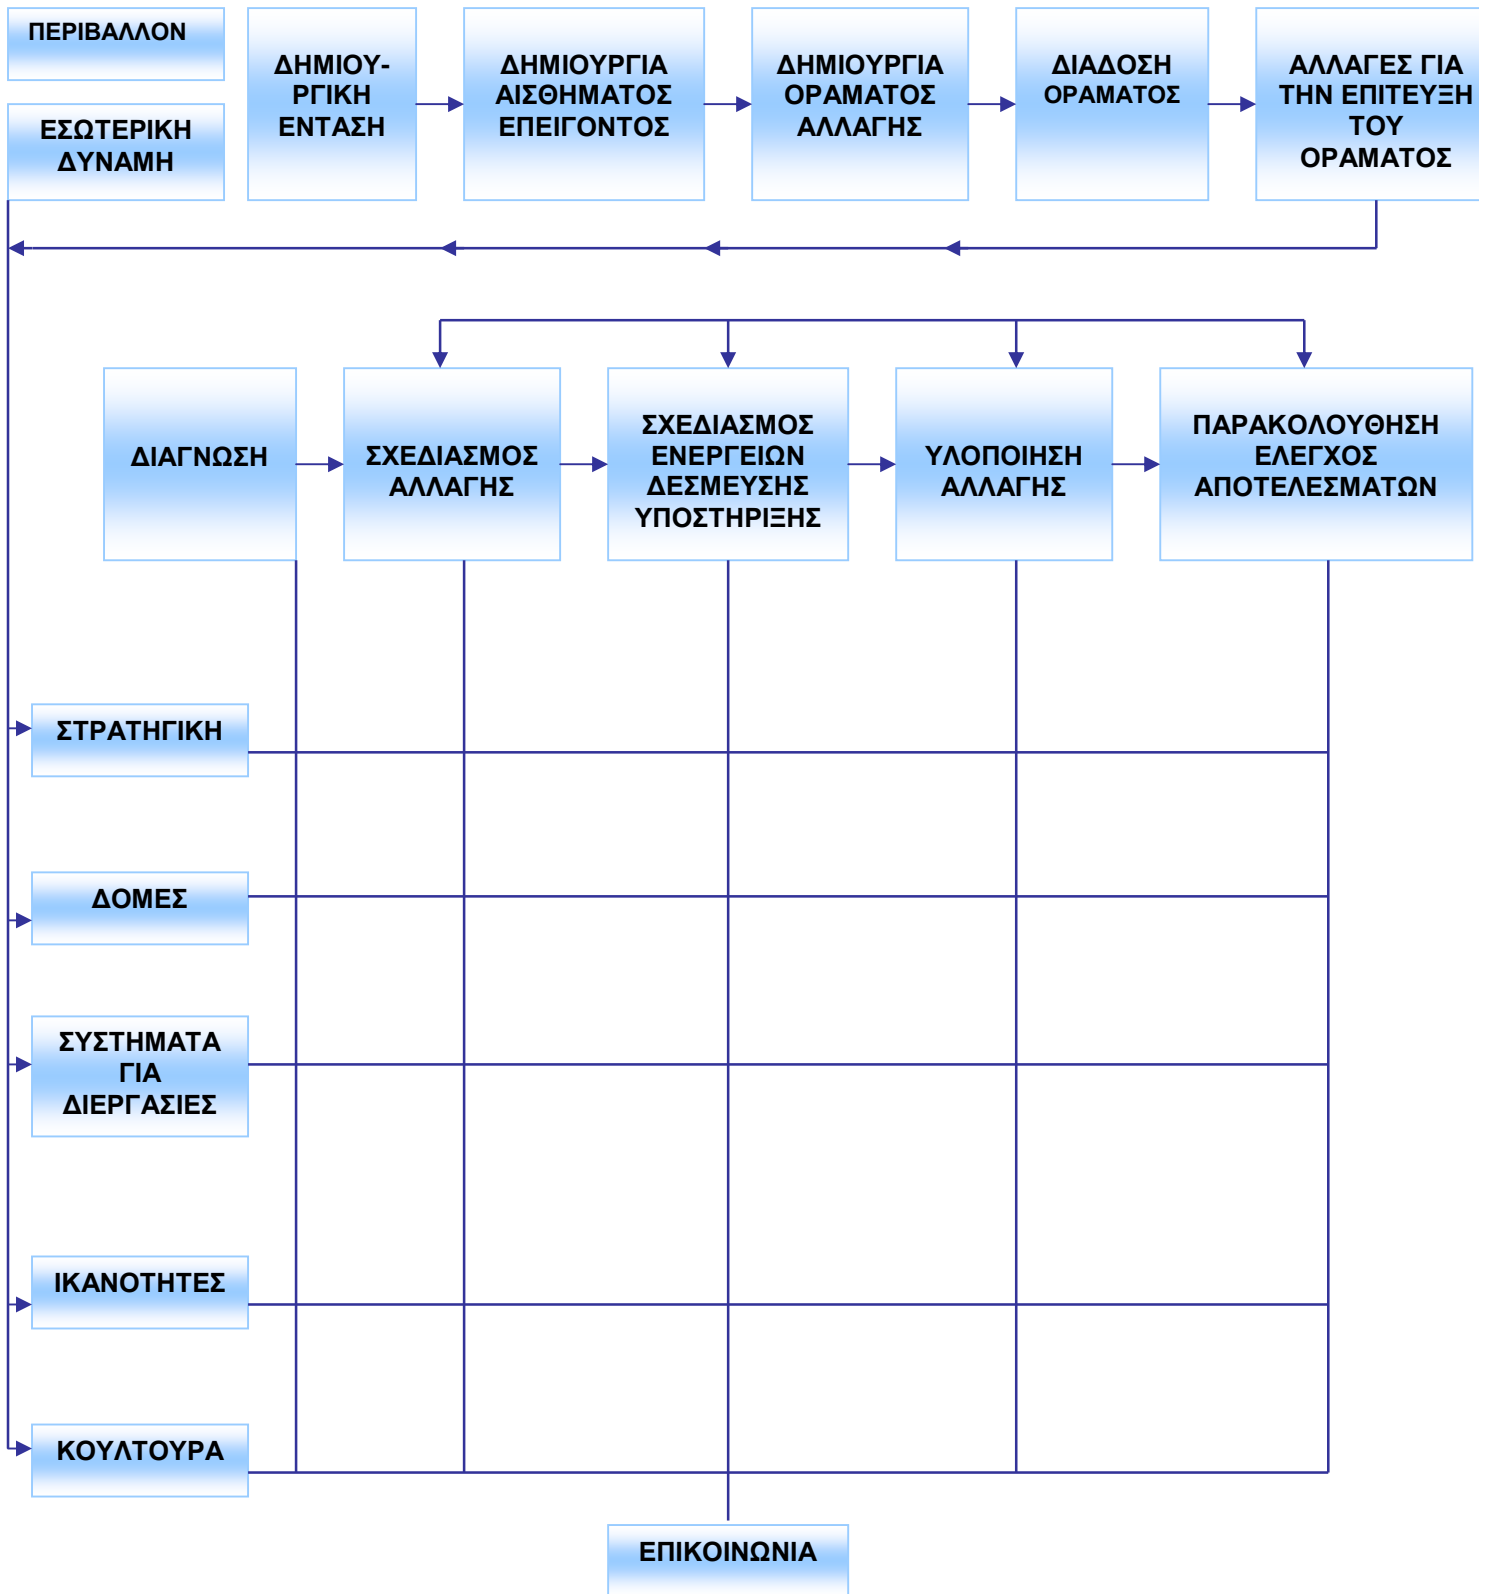 ΠΕΡΙΒΑΛΛΟΝ
ΕΣΩΤΕΡΙΚΗ
ΔΥΝΑΜΗ
ΔΗΜΙΟΥ-
ΡΓΙΚΗ
ΕΝΤΑΣΗ
ΔΗΜΙΟΥΡΓΙΑ
ΑΙΣΘΗΜΑΤΟΣ
ΕΠΕΙΓΟΝΤΟΣ
ΔΗΜΙΟΥΡΓΙΑ
ΟΡΑΜΑΤΟΣ
ΑΛΛΑΓΗΣ
ΔΙΑΔΟΣΗ
ΟΡΑΜΑΤΟΣ
ΑΛΛΑΓΕΣ ΓΙΑ
ΤΗΝ ΕΠΙΤΕΥΞΗ
ΤΟΥ
ΟΡΑΜΑΤΟΣ
ΔΙΑΓΝΩΣΗ
ΣΧΕΔΙΑΣΜΟΣ
ΑΛΛΑΓΗΣ
ΣΧΕΔΙΑΣΜΟΣ
ΕΝΕΡΓΕΙΩΝ
ΔΕΣΜΕΥΣΗΣ
ΥΠΟΣΤΗΡΙΞΗΣ
ΥΛΟΠΟΙΗΣΗ
ΑΛΛΑΓΗΣ
ΠΑΡΑΚΟΛΟΥΘΗΣΗ
ΕΛΕΓΧΟΣ
ΑΠΟΤΕΛΕΣΜΑΤΩΝ
ΣΤΡΑΤΗΓΙΚΗ
ΔΟΜΕΣ
ΣΥΣΤΗΜΑΤΑ
ΓΙΑ
ΔΙΕΡΓΑΣΙΕΣ
ΙΚΑΝΟΤΗΤΕΣ
ΚΟΥΛΤΟΥΡΑ
ΕΠΙΚΟΙΝΩΝΙΑ